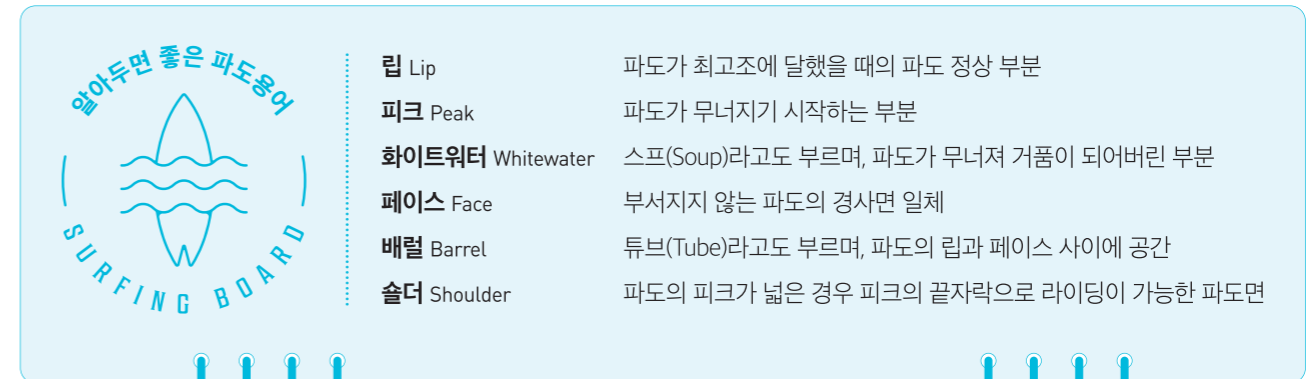 알아두면 좋은 파도용어
SURFING BOARD
립 Lip 파도가 최고조에 달했을 때의 파도 정상 부분
피크 Peak 파도가 무너지기 시작하는 부분
화이트워터 Whitewater 스프(Soup)라고도 부르며, 파도가 무너져 거품이 되어버린 부분
페이스 Face 부서지지 않는 파도의 경사면 일체
배럴 Barrel 튜브(Tube)라고도 부르며, 파도의 립과 페이스 사이에 공간
숄더 Shoulder 파도의 피크가 넓은 경우 피크의 끝자락으로 라이딩이 가능한 파도면